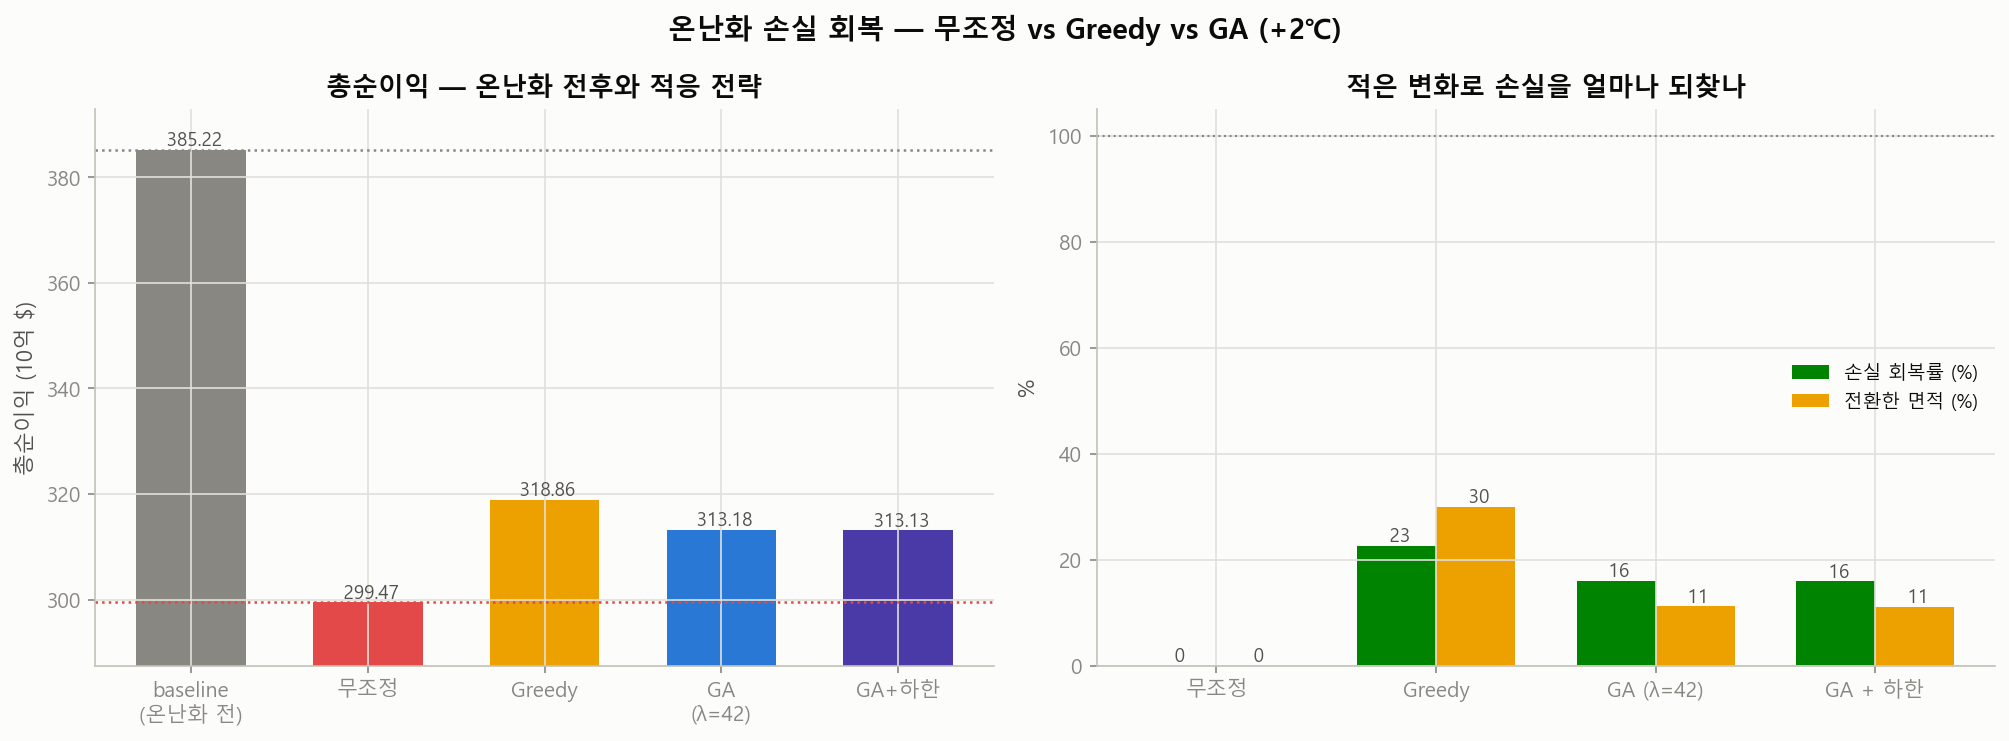 온난화 손실 회복 — 무조정 vs Greedy vs GA (+2℃)
총순이익 — 온난화 전후와 적응 전략
총순이익 (10억 $)
380
360
340
320
300
385.22
299.47
318.86
313.18
313.13
baseline
(온난화 전)
무조정
Greedy
GA
(λ=42)
GA+하한
적은 변화로 손실을 얼마나 되찾나
%
100
80
60
40
20
0
손실 회복률 (%)
전환한 면적 (%)
0
0
23
30
16
11
16
11
무조정
Greedy
GA (λ=42)
GA + 하한